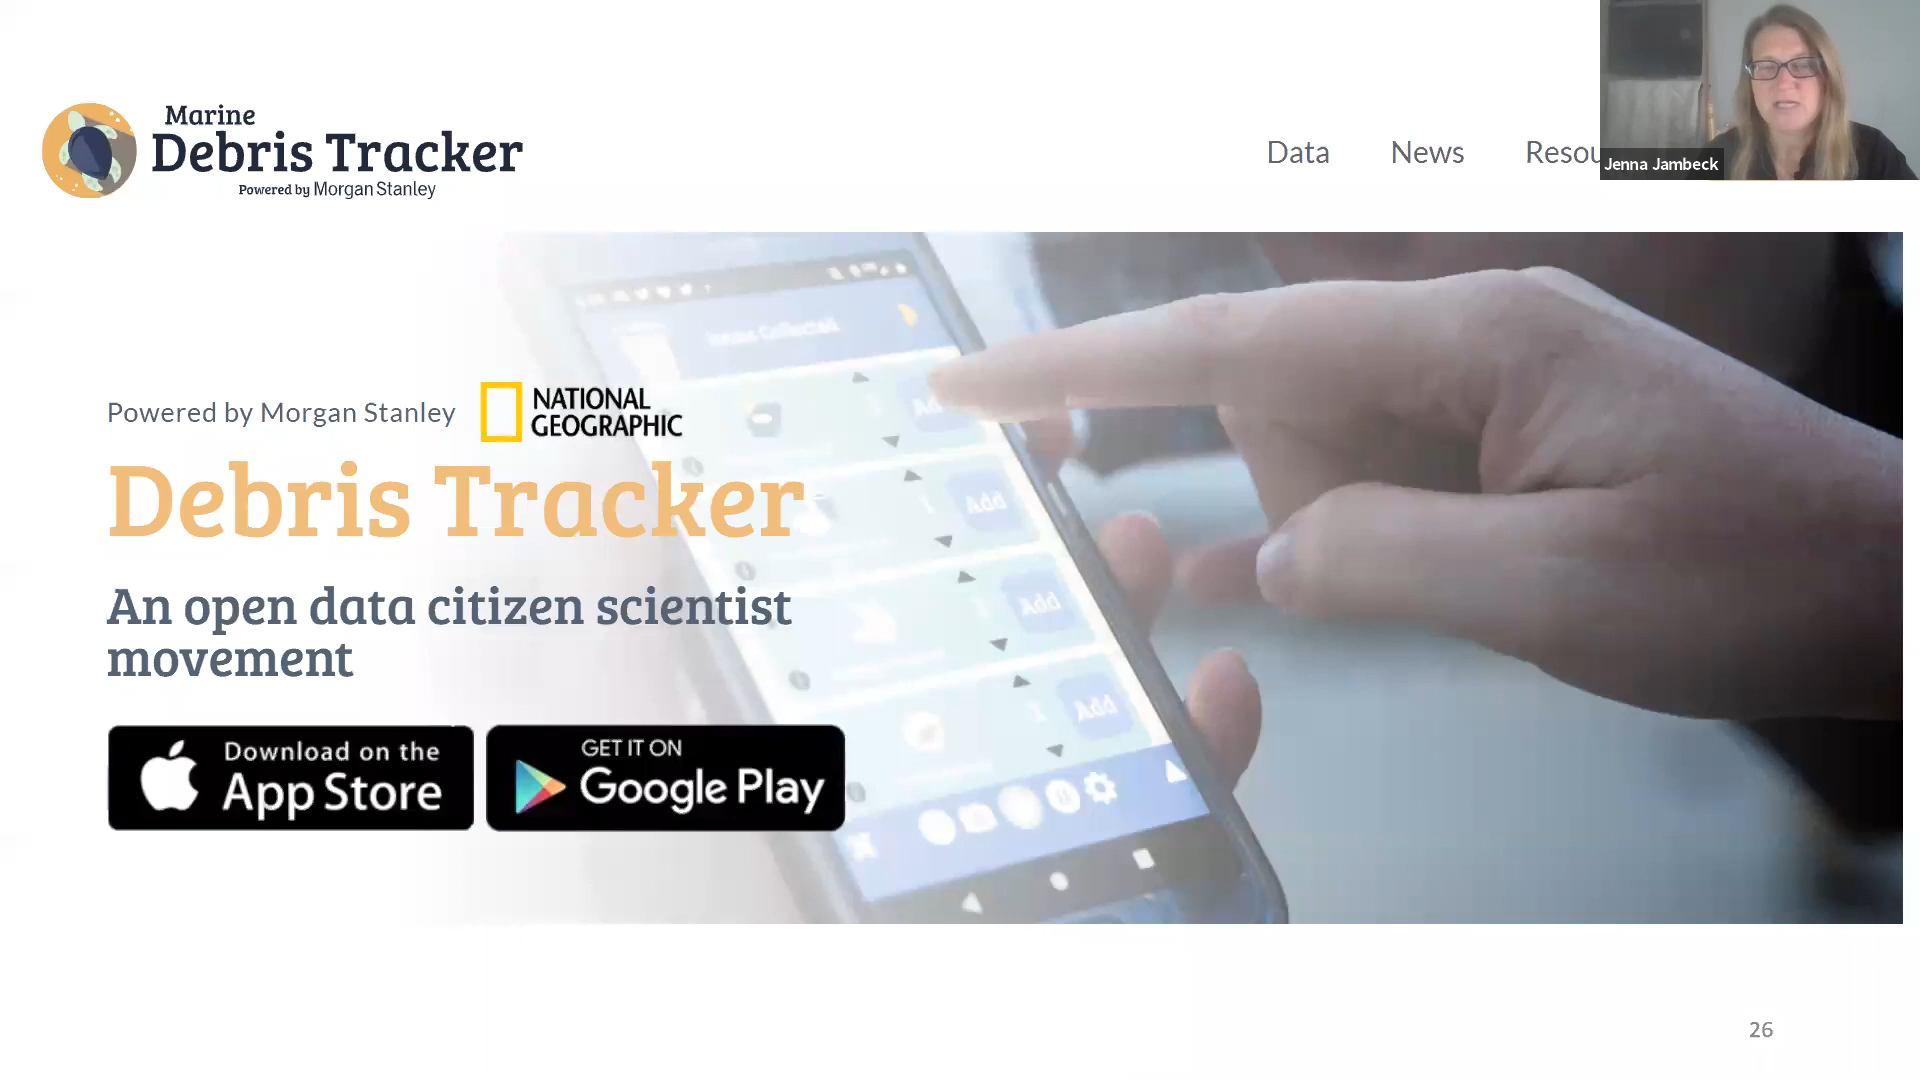 Marine
Debris Tracker
Powered by Morgan Stanley
Data
News
Resou
Jenna Jambeck
Powered by Morgan Stanley
NATIONAL
GEOGRAPHIC
Debris Tracker
An open data citizen scientist
movement
Download on the
App Store
GET IT ON
Google Play
Items Collected
Add
Add
Add
26